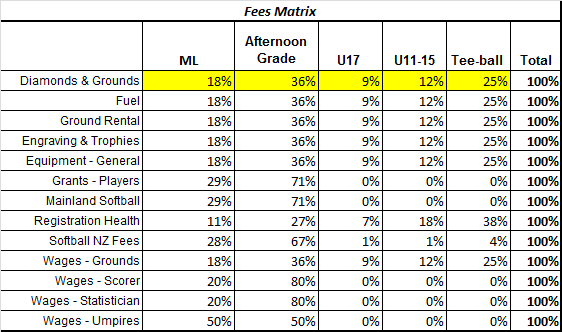 Fees Matrix
ML Afternoon Grade U17 U11-15 Tee-ball Total
Diamonds & Grounds 18% 36% 9% 12% 25% 100%
Fuel 18% 36% 9% 12% 25% 100%
Ground Rental 18% 36% 9% 12% 25% 100%
Engraving & Trophies 18% 36% 9% 12% 25% 100%
Equipment - General 18% 36% 9% 12% 25% 100%
Grants - Players 29% 71% 0% 0% 0% 100%
Mainland Softball 29% 71% 0% 0% 0% 100%
Registration Health 11% 27% 7% 18% 38% 100%
Softball NZ Fees 28% 67% 1% 1% 4% 100%
Wages - Grounds 18% 36% 9% 12% 25% 100%
Wages - Scorer 20% 80% 0% 0% 0% 100%
Wages - Statistician 20% 80% 0% 0% 0% 100%
Wages - Umpires 50% 50% 0% 0% 0% 100%